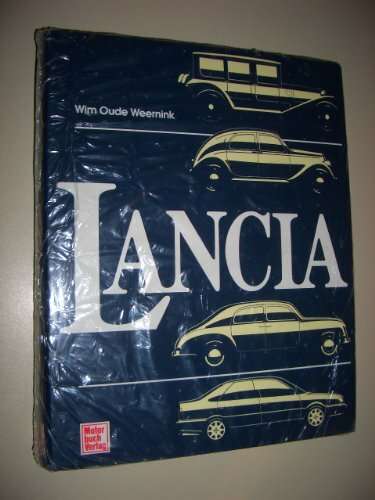 Wim Oude Weernink
LANCIA
Motor
buch
Verlag